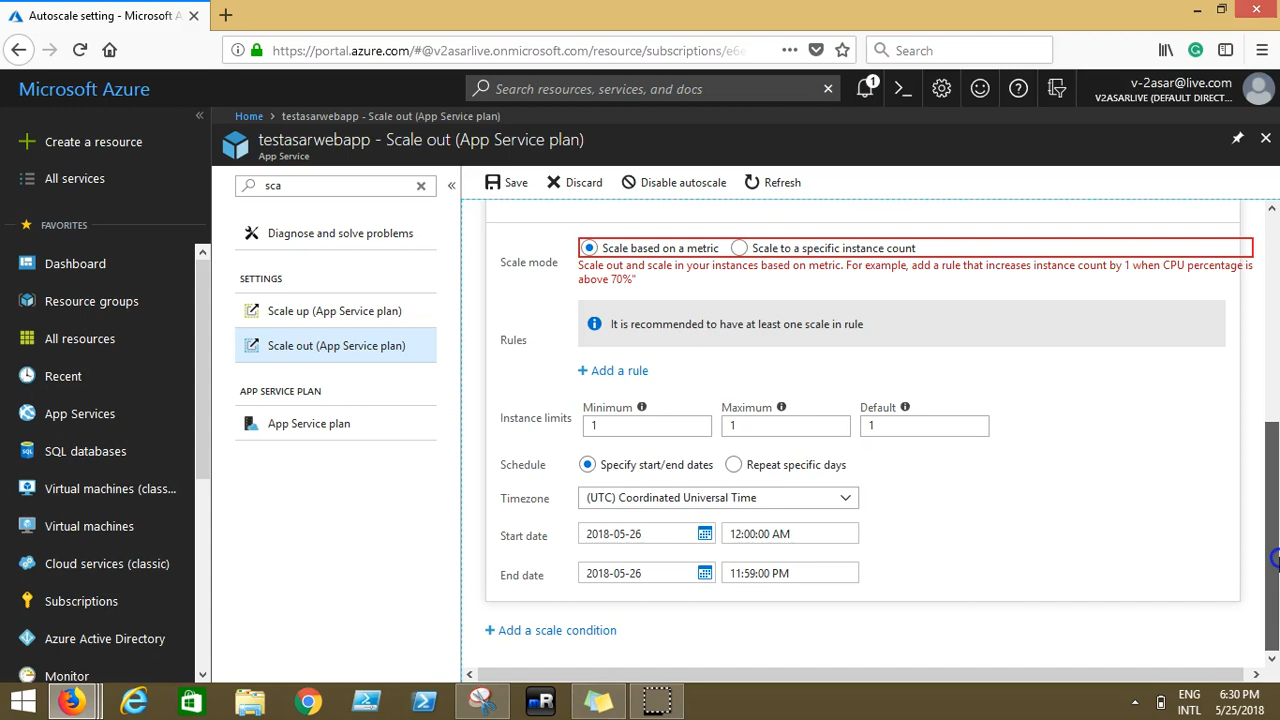 Autoscale setting - Microsoft A
https://portal.azure.com/#@v2asarlive.onmicrosoft.com/resource/subscriptions/e6e
Search
Microsoft Azure
Search resources, services, and docs
1
v-2asar@live.com
V2ASARLIVE (DEFAULT DIRECT...
Create a resource
All services
FAVORITES
Dashboard
Resource groups
All resources
Recent
App Services
SQL databases
Virtual machines (class...
Virtual machines
Cloud services (classic)
Subscriptions
Azure Active Directory
Monitor
Home > testasarwebapp - Scale out (App Service plan)
testasarwebapp - Scale out (App Service plan)
App Service
sca
Diagnose and solve problems
SETTINGS
Scale up (App Service plan)
Scale out (App Service plan)
APP SERVICE PLAN
App Service plan
Save
Discard
Disable autoscale
Refresh
Scale mode
Scale based on a metric
Scale to a specific instance count
Scale out and scale in your instances based on metric. For example, add a rule that increases instance count by 1 when CPU percentage is
above 70%"
Rules
It is recommended to have at least one scale in rule
+ Add a rule
Instance limits
Minimum
Maximum
Default
1
1
1
Schedule
Specify start/end dates
Repeat specific days
Timezone
(UTC) Coordinated Universal Time
Start date
2018-05-26
12:00:00 AM
End date
2018-05-26
11:59:00 PM
+ Add a scale condition
ENG
INTL
6:30 PM
5/25/2018